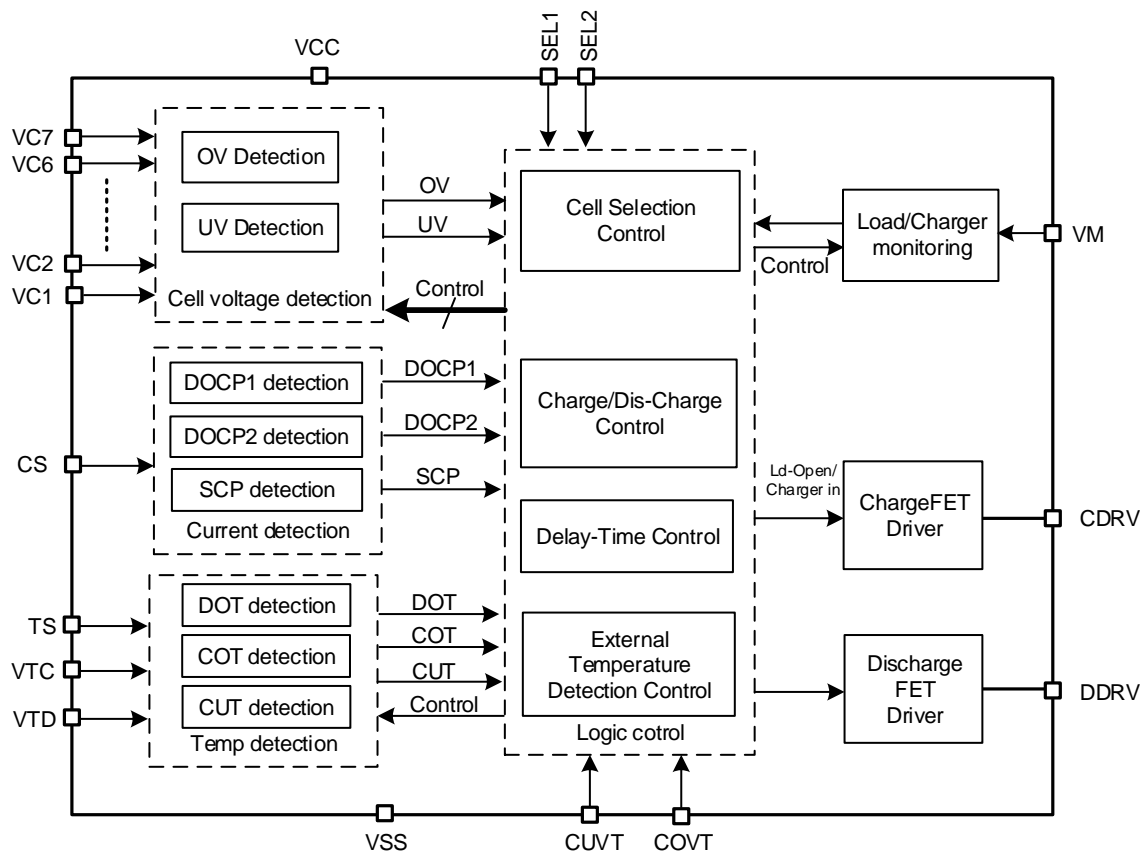 VCC
SEL1
SEL2
VC7
VC6
VC2
VC1
OV Detection
UV Detection
Cell voltage detection
OV
UV
Control
Cell Selection
Control
Control
Load/Charger
monitoring
VM
CS
DOCP1 detection
DOCP2 detection
SCP detection
Current detection
DOCP1
DOCP2
SCP
Charge/Dis-Charge
Control
Delay-Time Control
Ld-Open/
Charger in
ChargeFET
Driver
CDRV
TS
VTC
VTD
DOT detection
COT detection
CUT detection
Temp detection
DOT
COT
CUT
Control
External
Temperature
Detection Control
Logic cotrol
Discharge
FET
Driver
DDRV
VSS
CUVT
COVT